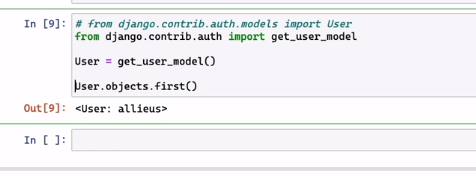 In [9]:
# from django.contrib.auth.models import User
from django.contrib.auth import get_user_model
User = get_user_model()
User.objects.first()
Out[9]: <User: allieus>
In [ ]: